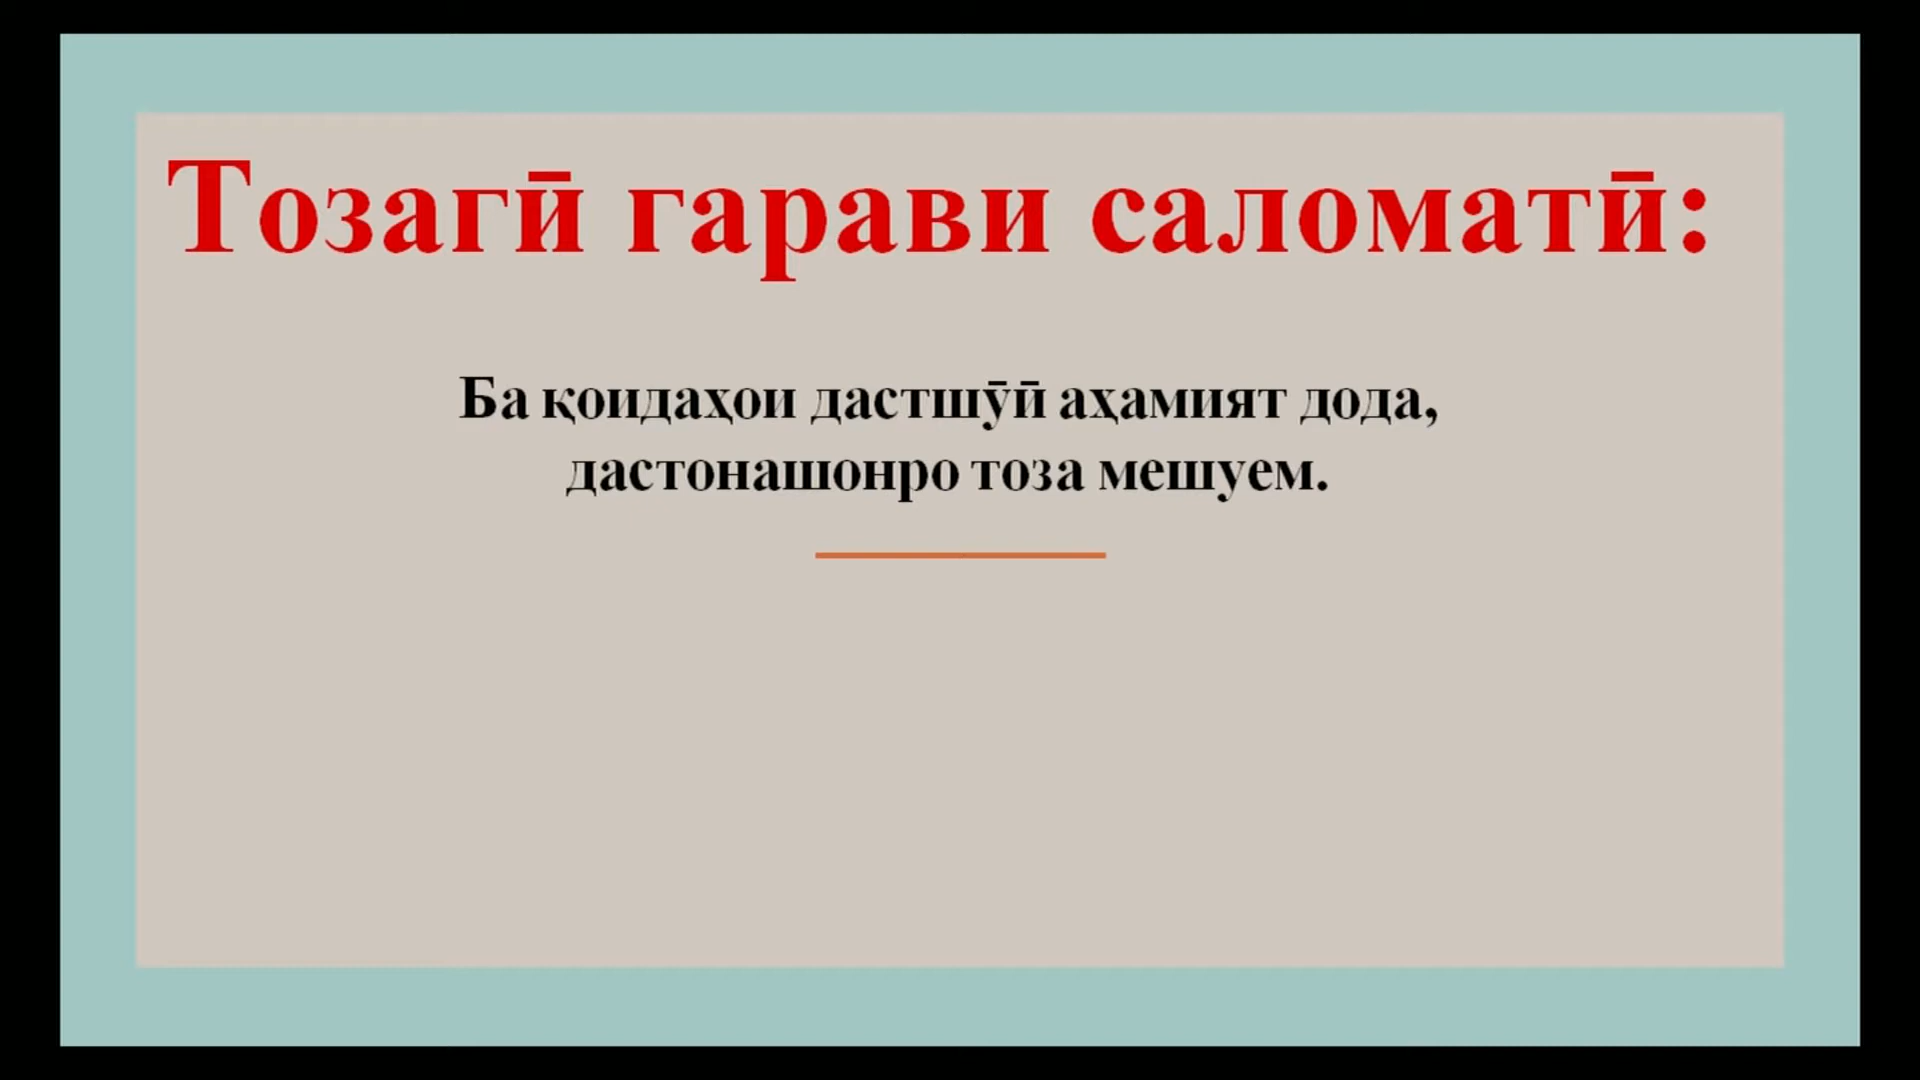 Тозагӣ гарави саломатӣ:
Ба қоидаҳои дастшӯӣ аҳамият дода,
дастонашонро тоза мешуем.